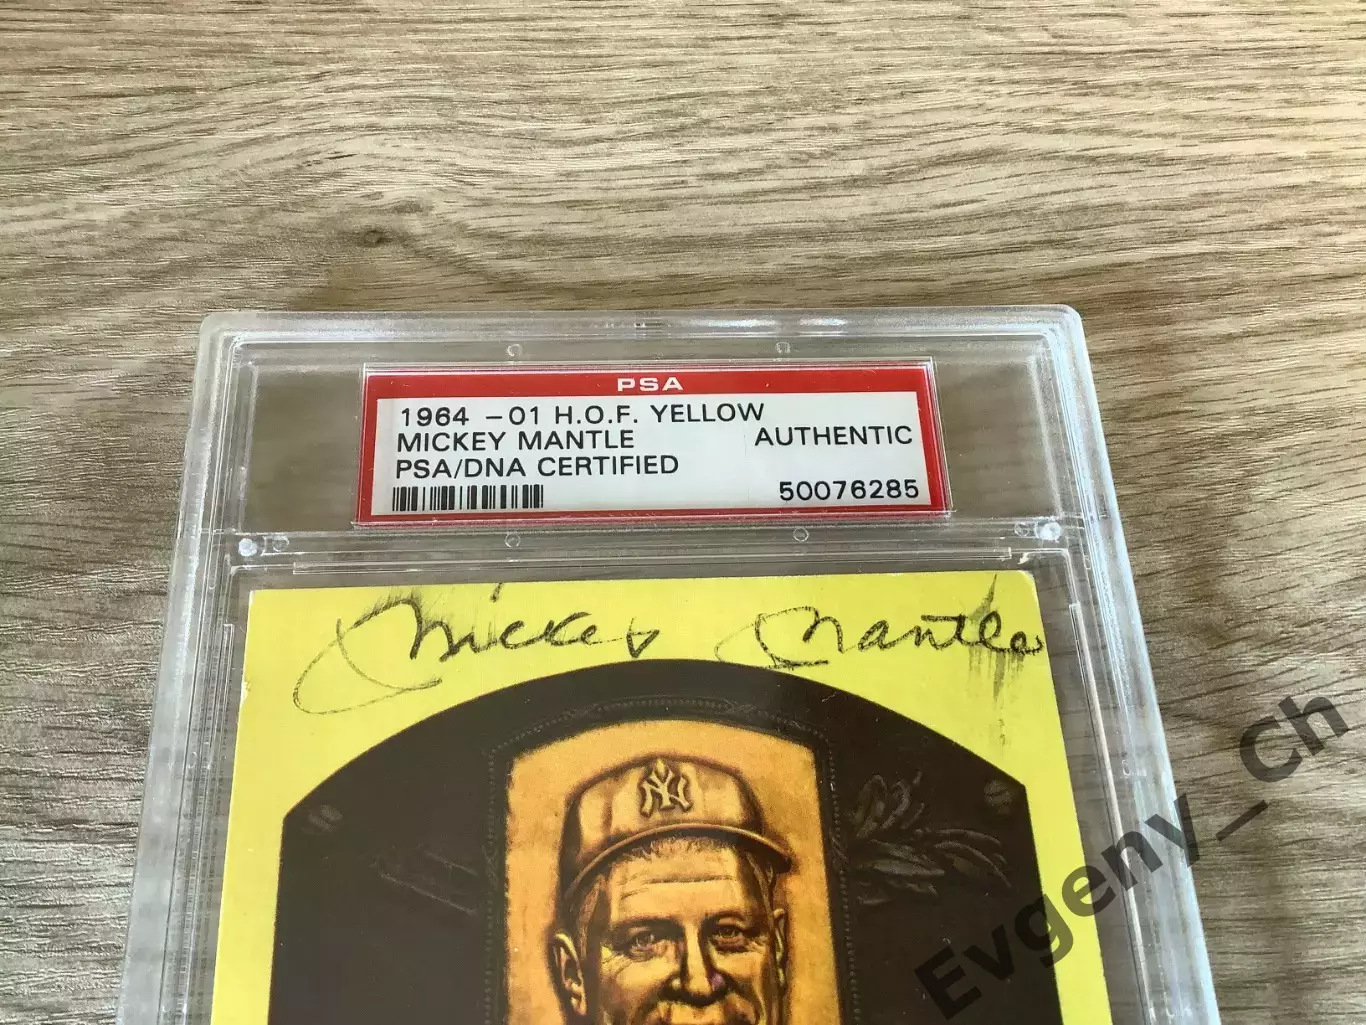 PSA
1964 - 01 H.O.F. YELLOW
MICKEY MANTLE AUTHENTIC
PSA/DNA CERTIFIED
50076285
Mickey Mantle
NY
Evgeny_Ch